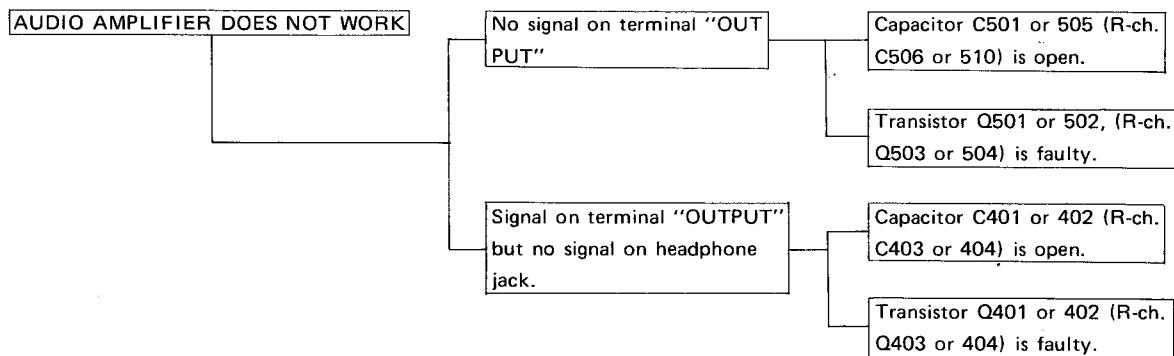 AUDIO AMPLIFIER DOES NOT WORK
No signal on terminal "OUT
PUT"
Capacitor C501 or 505 (R-ch.
C506 or 510) is open.
Transistor Q501 or 502, (R-ch.
Q503 or 504) is faulty.
Signal on terminal "OUTPUT"
but no signal on headphone
jack.
Capacitor C401 or 402 (R-ch.
C403 or 404) is open.
Transistor Q401 or 402 (R-ch.
Q403 or 404) is faulty.